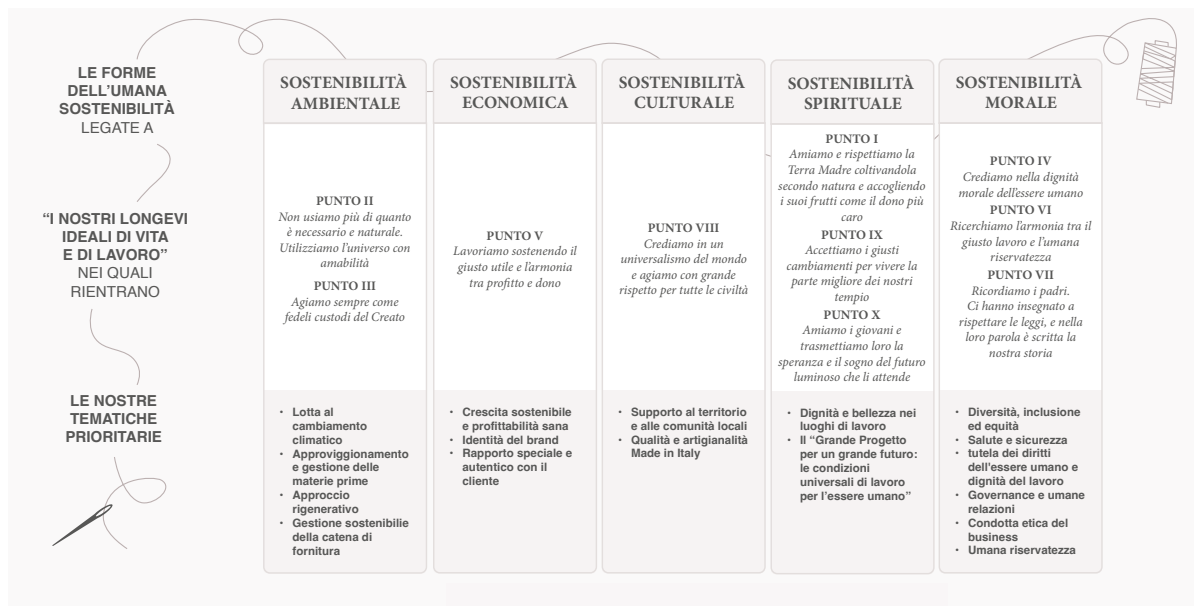 LE FORME
DELL'UMANA
SOSTENIBILITÀ
LEGATE A
"I NOSTRI LONGEVI
IDEALI DI VITA
E DI LAVORO"
NEI QUALI
RIENTRANO
LE NOSTRE
TEMATICHE
PRIORITARIE
SOSTENIBILITÀ
AMBIENTALE
PUNTO II
Non usiamo più di quanto
è necessario e naturale.
Utilizziamo l'universo con
amabilità
PUNTO III
Agiamo sempre come
fedeli custodi del Creato
• Lotta al
cambiamento
climatico
• Approviggionamento
e gestione delle
materie prime
• Approccio
rigenerativo
• Gestione sostenibilie
della catena di
fornitura
SOSTENIBILITÀ
ECONOMICA
PUNTO V
Lavoriamo sostenendo il
giusto utile e l'armonia
tra profitto e dono
• Crescita sostenibile
e profittabilità sana
• Identità del brand
• Rapporto speciale e
autentico con il
cliente
SOSTENIBILITÀ
CULTURALE
PUNTO VIII
Crediamo in un
universalismo del mondo
e agiamo con grande
rispetto per tutte le civiltà
• Supporto al territorio
e alle comunità locali
• Qualità e artigianalità
Made in Italy
SOSTENIBILITÀ
SPIRITUALE
PUNTO I
Amiamo e rispettiamo la
Terra Madre coltivandola
secondo natura e accogliendo
i suoi frutti come il dono più
caro
PUNTO IX
Accettiamo i giusti
cambiamenti per vivere la
parte migliore dei nostri
tempio
PUNTO X
Amiamo i giovani e
trasmettiamo loro la
speranza e il sogno del futuro
luminoso che li attende
• Dignità e bellezza nei
luoghi di lavoro
• Il "Grande Progetto
per un grande futuro:
le condizioni
universali di lavoro
per l'essere umano"
SOSTENIBILITÀ
MORALE
PUNTO IV
Crediamo nella dignità
morale dell'essere umano
PUNTO VI
Ricerchiamo l'armonia tra il
giusto lavoro e l'umana
riservatezza
PUNTO VII
Ricordiamo i padri.
Ci hanno insegnato a
rispettare le leggi, e nella
loro parola è scritta la
nostra storia
• Diversità, inclusione
ed equità
• Salute e sicurezza
• tutela dei diritti
dell'essere umano e
dignità del lavoro
• Governance e umane
relazioni
• Condotta etica del
business
• Umana riservatezza